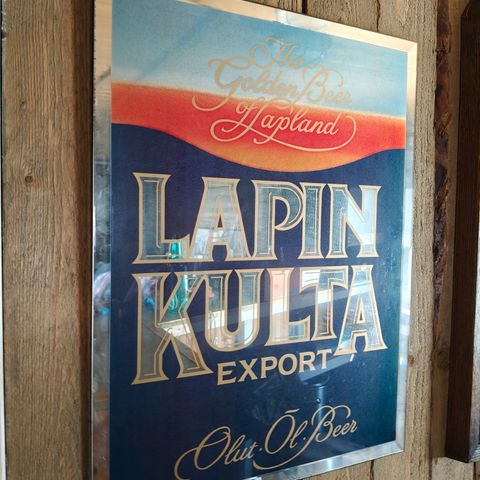 The
Golden Beer
of Lapland
LAPIN
KULTA
EXPORT
Olut·Öl·Beer